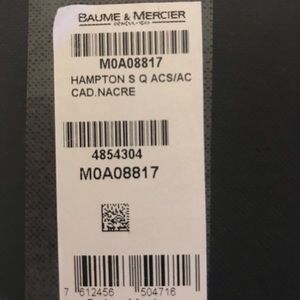 BAUME & MERCIER
M0A08817
HAMPTON S Q ACS/AC
CAD.NACRE
4854304
M0A08817
7 612456 504716